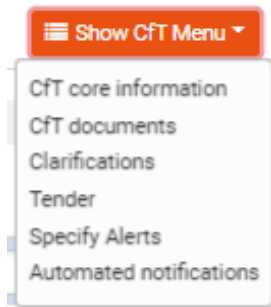 Show CfT Menu
CfT core information
CfT documents
Clarifications
Tender
Specify Alerts
Automated notifications